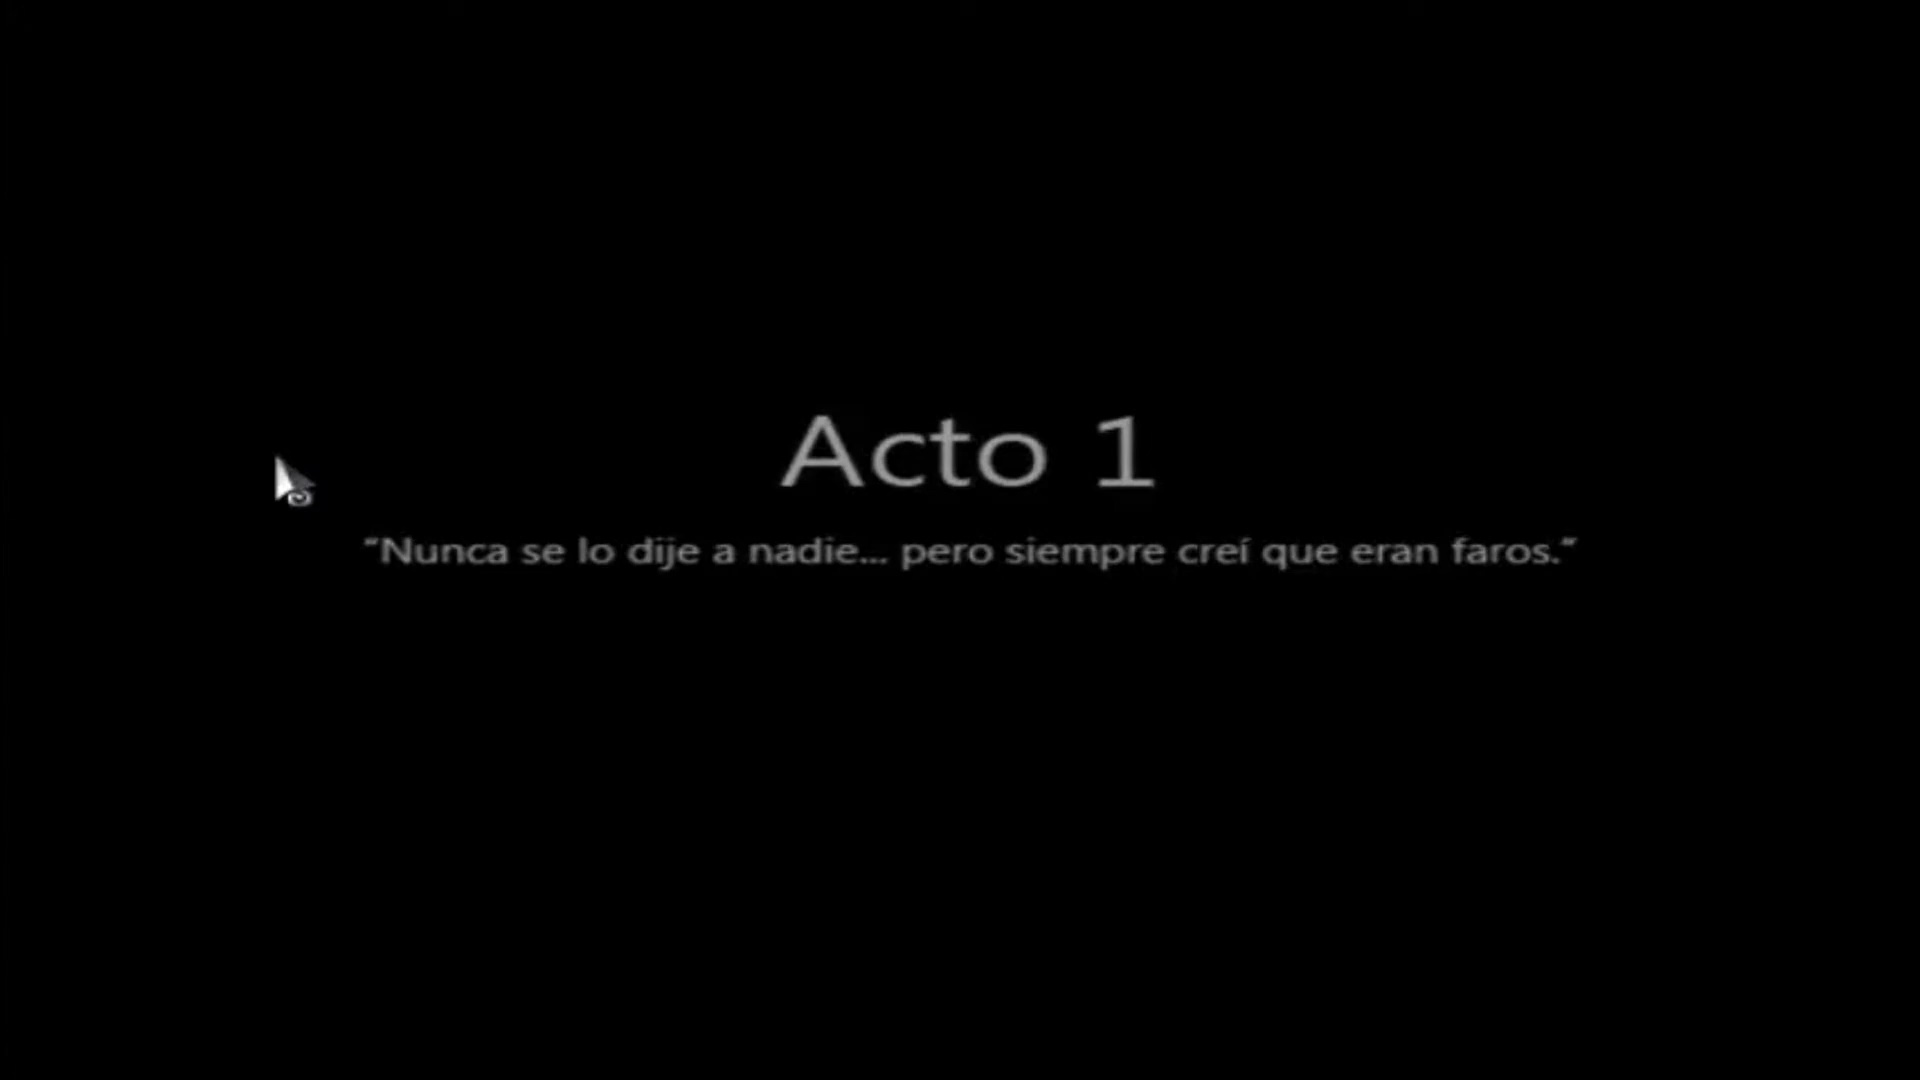 Acto 1
"Nunca se lo dije a nadie... pero siempre creí que eran faros."